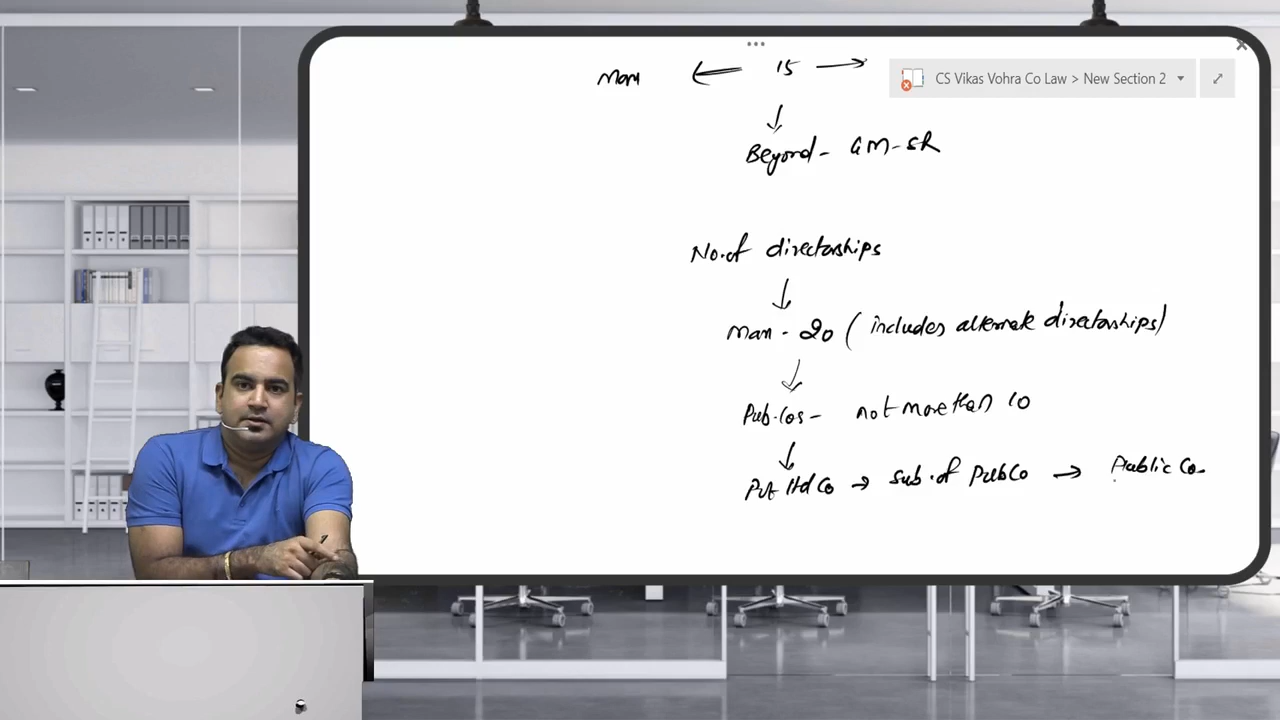 CS Vikas Vohra Co Law > New Section 2
Max ← 15 →
↓
Beyond - GM-SR
No. of directorships
↓
Max - 20 (includes alternate directorships)
↓
Pub. Cos - not more than 10
↓
Pvt ltd Co → sub. of Pub Co → Public Co.